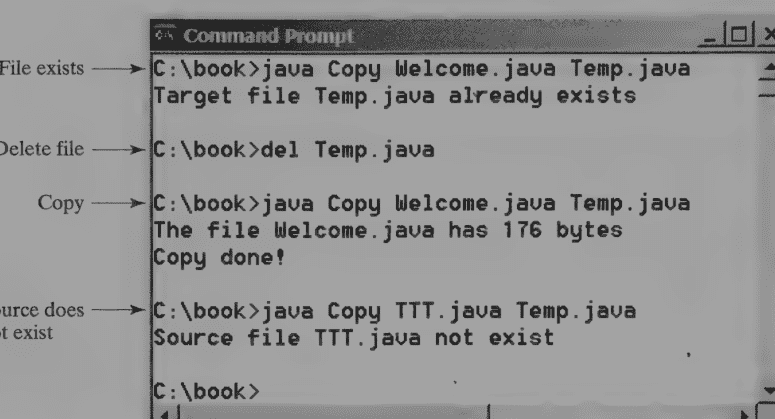 Command Prompt
File exists
C:\book>java Copy Welcome.java Temp.java
Target file Temp.java already exists
Delete file
C:\book>del Temp.java
Copy
C:\book>java Copy Welcome.java Temp.java
The file Welcome.java has 176 bytes
Copy done!
does
C:\book>java Copy TTT.java Temp.java
exist
Source file TTT.java not exist
C:\book>